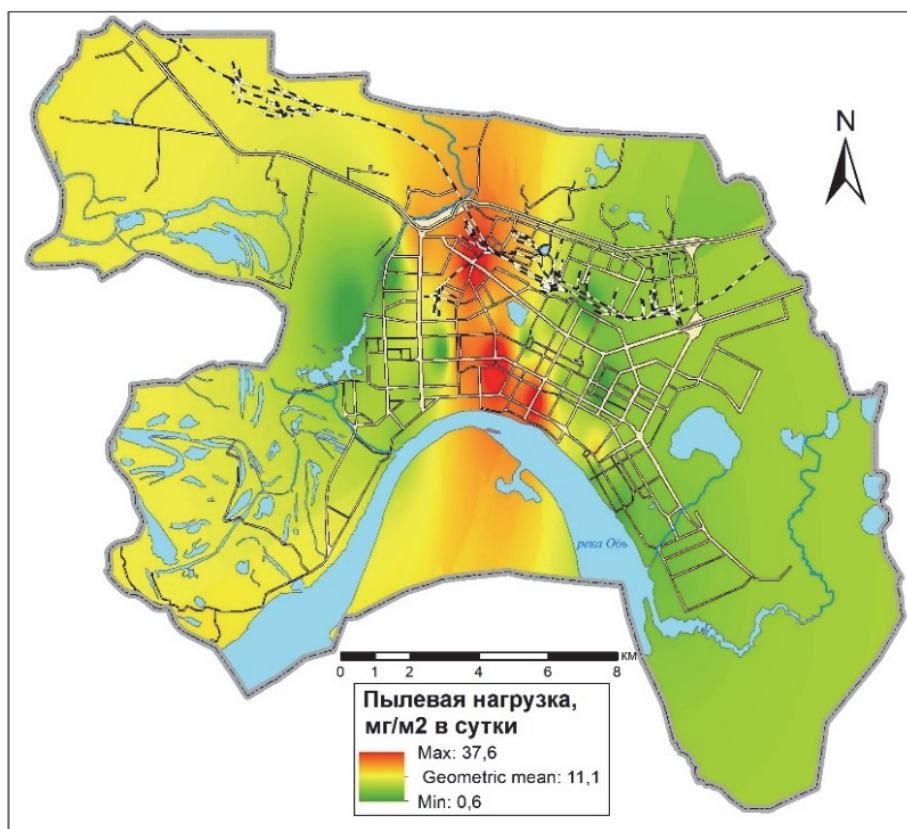 N
река Обь
0 1 2 4 6 8
км
Пылевая нагрузка,
мг/м2 в сутки
Max: 37,6
Geometric mean: 11,1
Min: 0,6